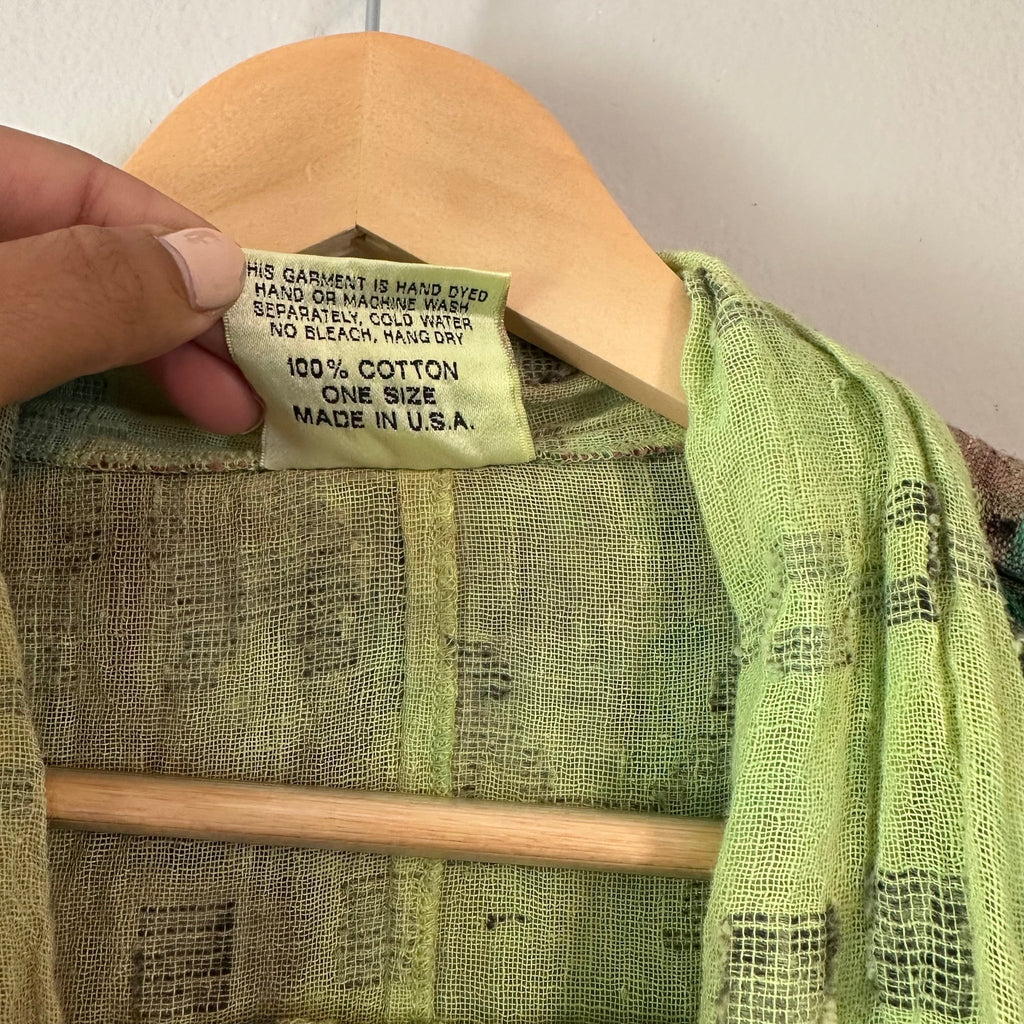 HIS GARMENT IS HAND DYED
HAND OR MACHINE WASH
SEPARATELY, COLD WATER
NO BLEACH, HANG DRY
100% COTTON
ONE SIZE
MADE IN U.S.A.